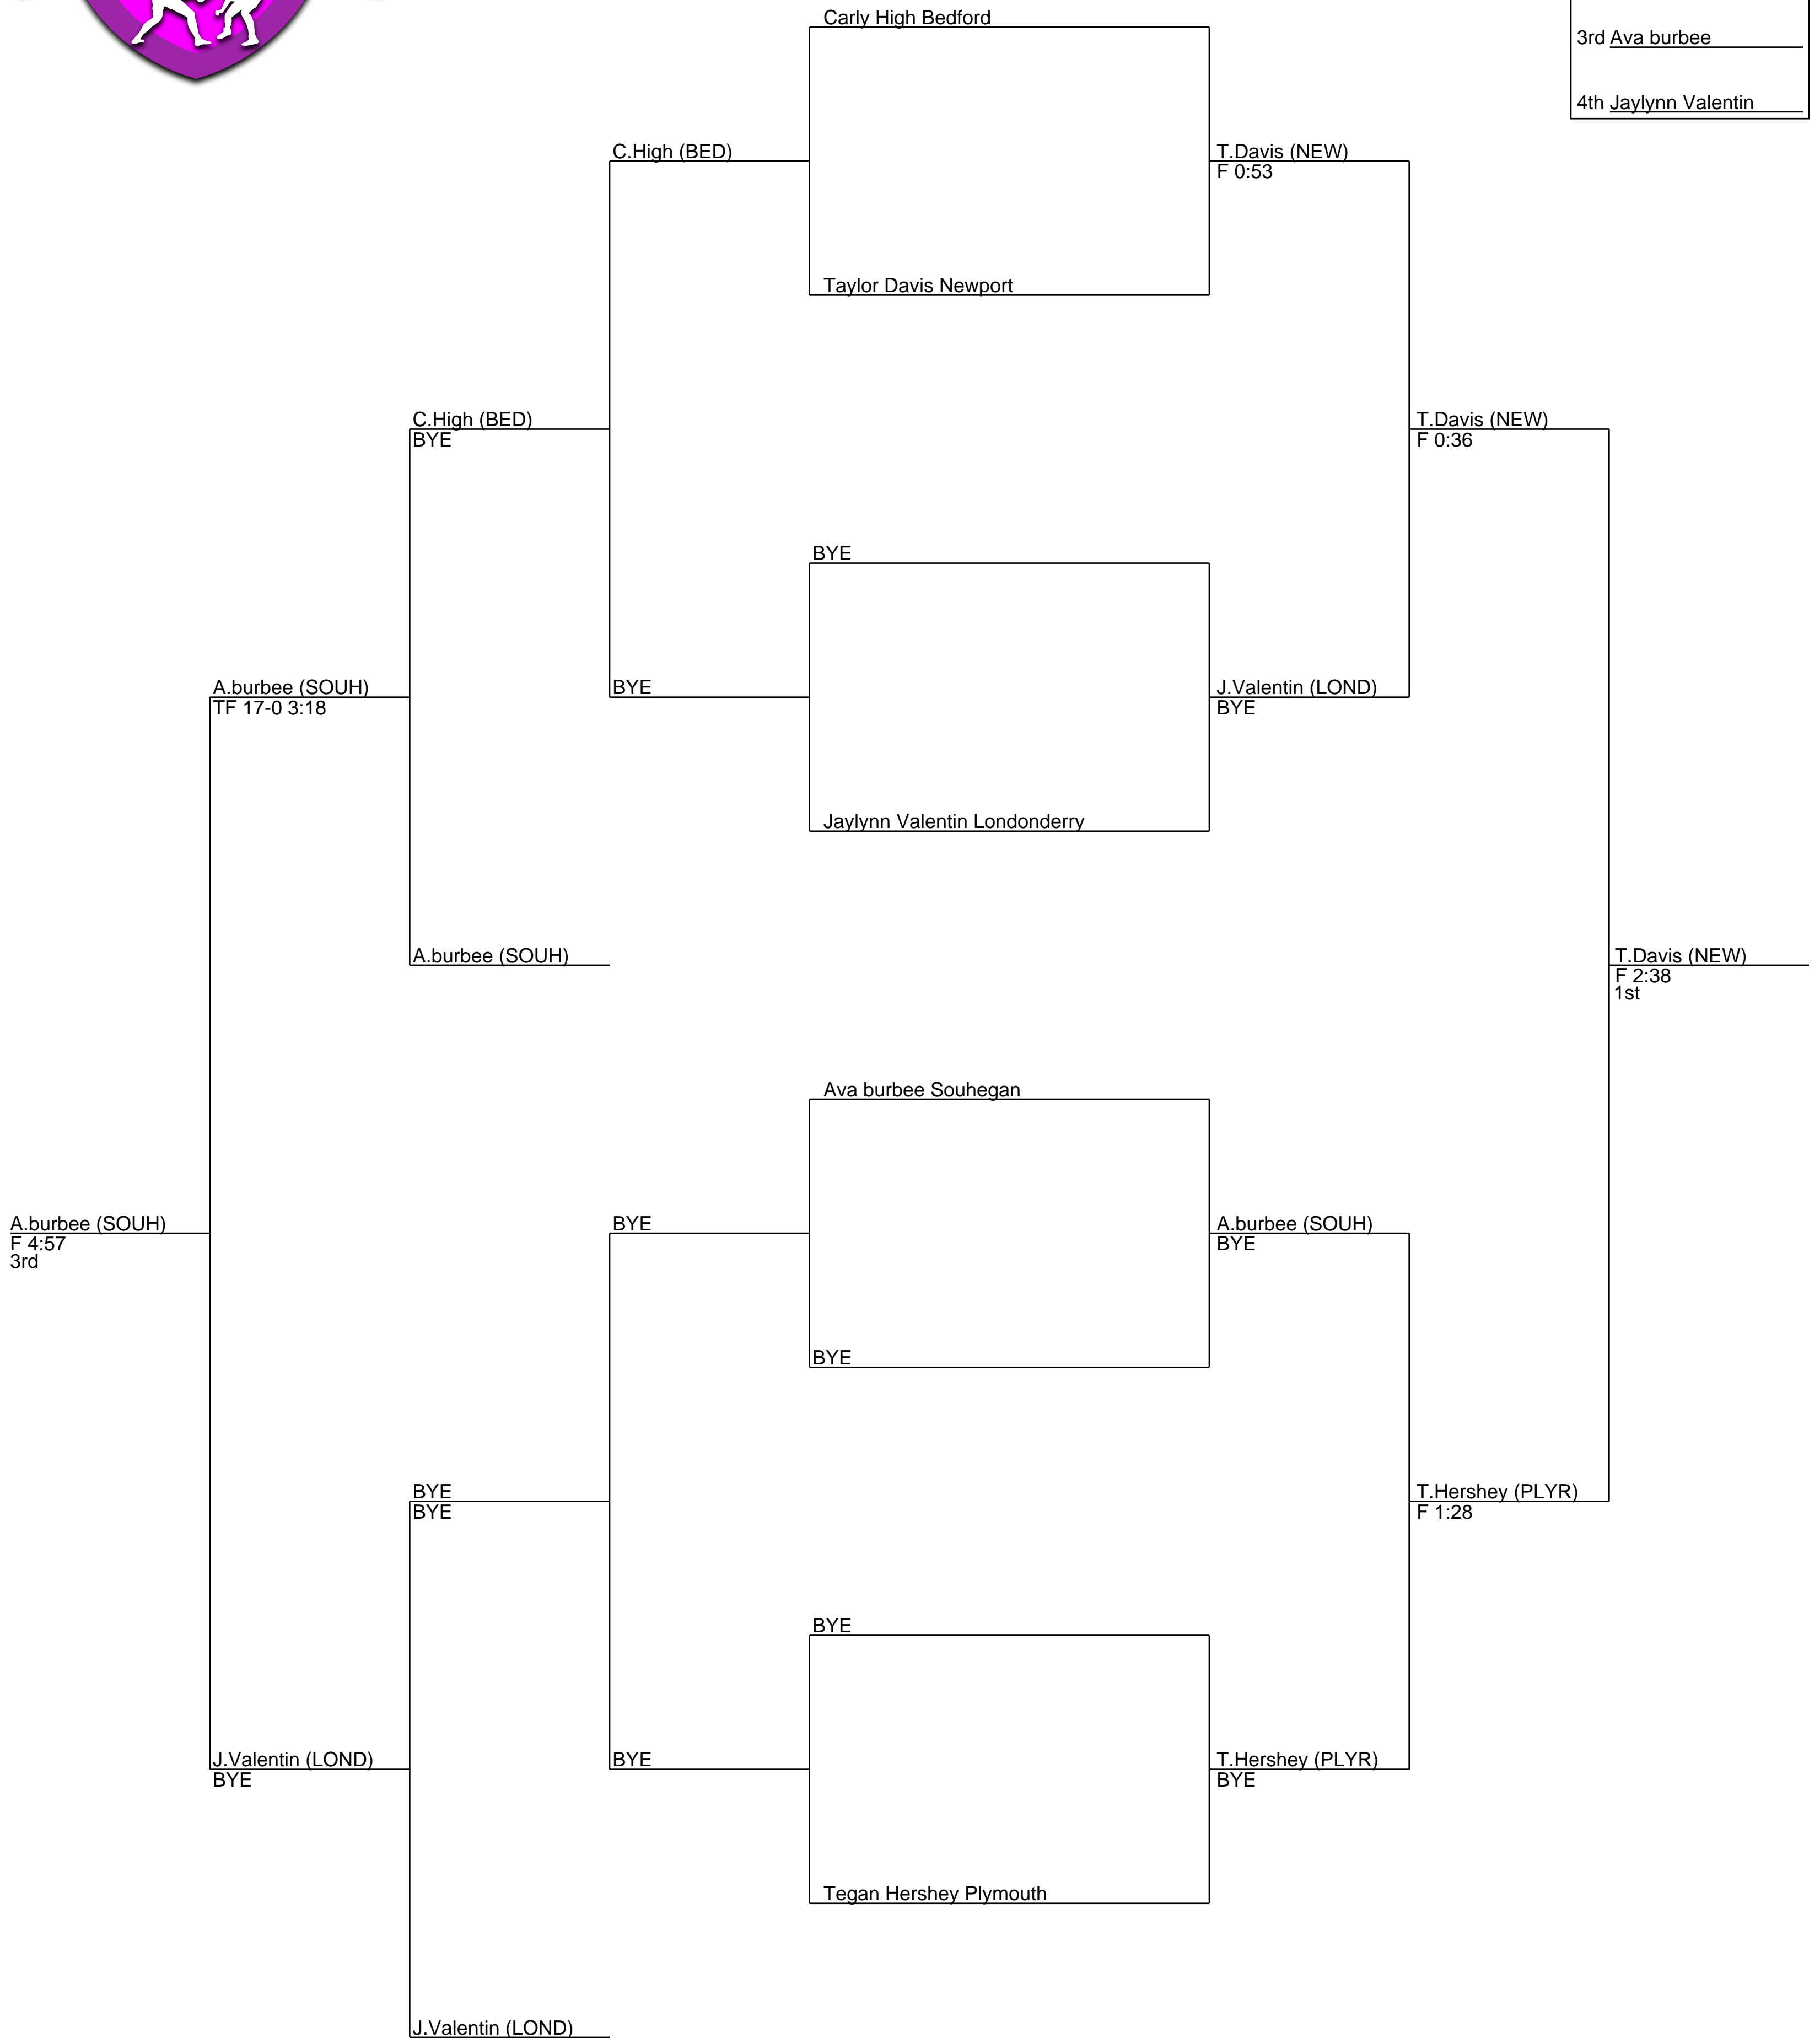 Carly High Bedford
3rd Ava burbee
4th Jaylynn Valentin
C.High (BED)
T.Davis (NEW)
F 0:53
Taylor Davis Newport
C.High (BED)
BYE
T.Davis (NEW)
F 0:36
BYE
A.burbee (SOUH)
TF 17-0 3:18
BYE
J.Valentin (LOND)
BYE
Jaylynn Valentin Londonderry
A.burbee (SOUH)
T.Davis (NEW)
F 2:38
1st
Ava burbee Souhegan
A.burbee (SOUH)
F 4:57
3rd
BYE
A.burbee (SOUH)
BYE
BYE
BYE
BYE
T.Hershey (PLYR)
F 1:28
BYE
J.Valentin (LOND)
BYE
BYE
T.Hershey (PLYR)
BYE
Tegan Hershey Plymouth
J.Valentin (LOND)